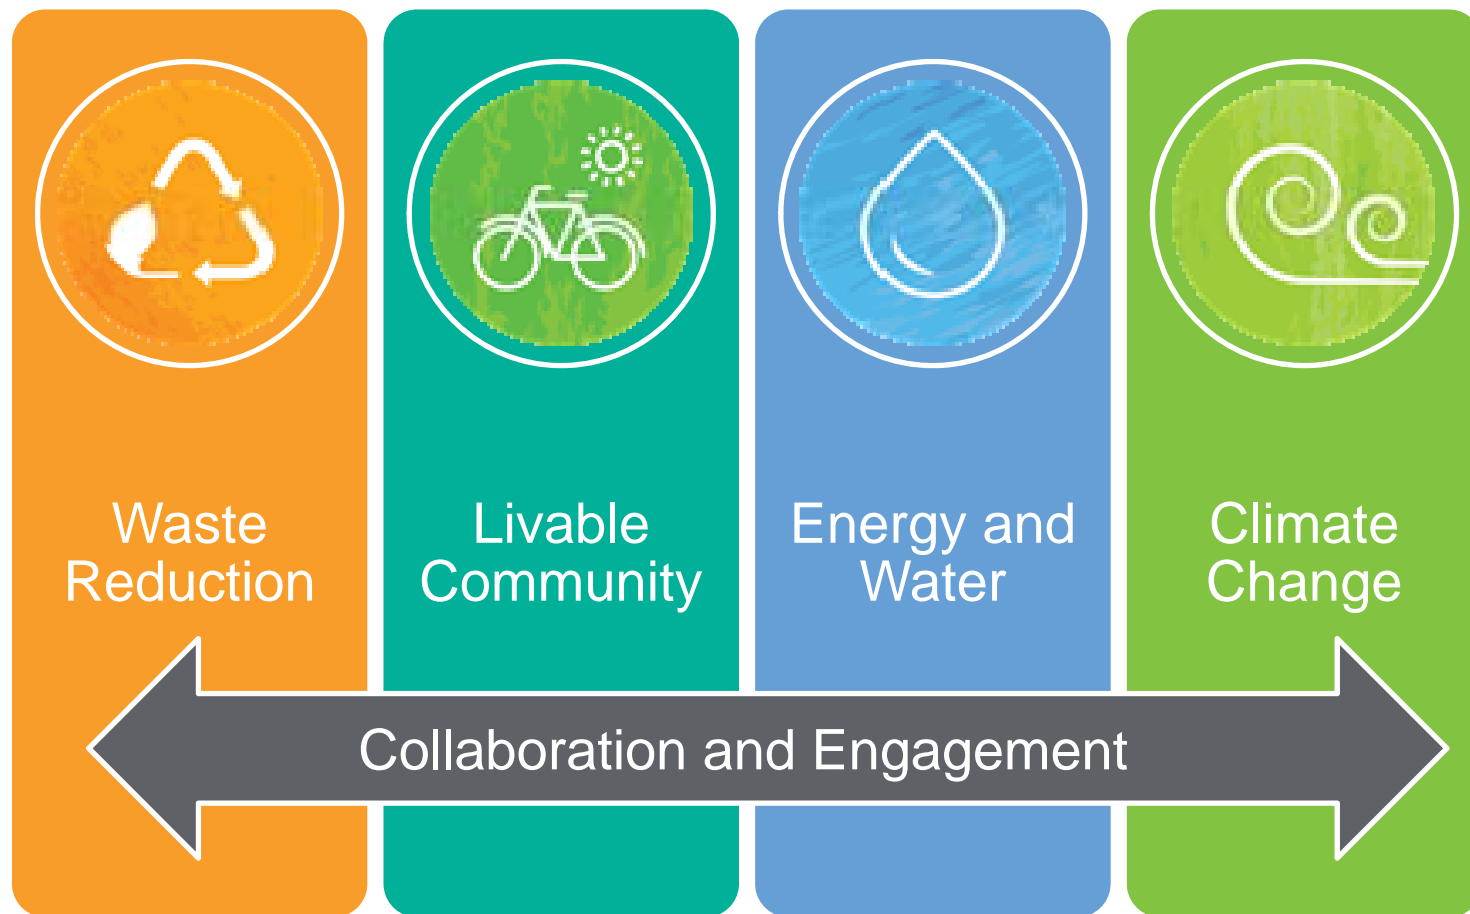 Waste
Reduction
Livable
Community
Energy and
Water
Climate
Change
Collaboration and Engagement